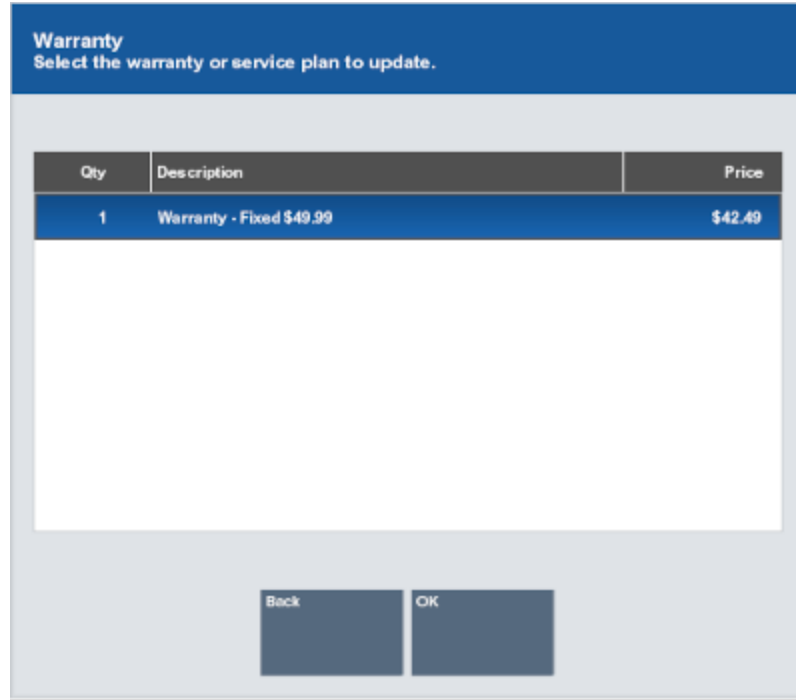 Warranty
Select the warranty or service plan to update.
Qty Description Price
1 Warranty - Fixed $49.99 $42.49
Back OK